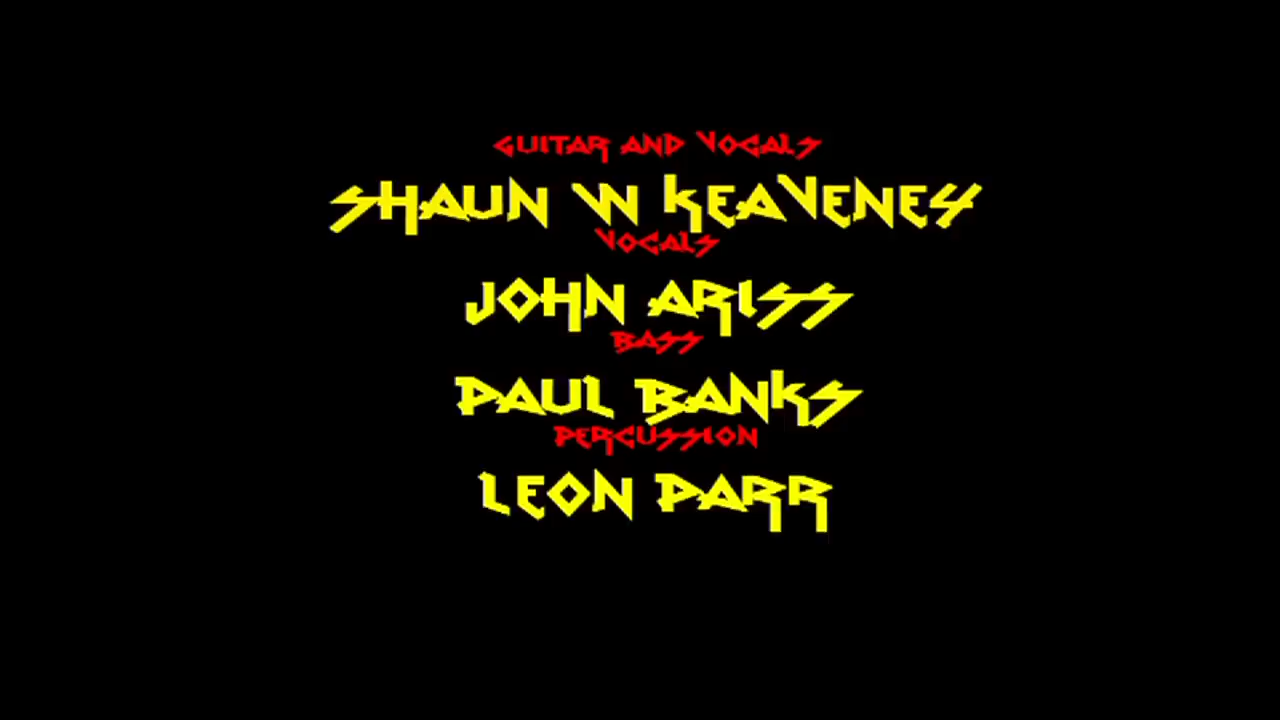 GUITAR AND VOCALS
SHAUN W KEAVENEY
VOCALS
JOHN ARISS
BASS
PAUL BANKS
PERCUSSION
LEON PARR